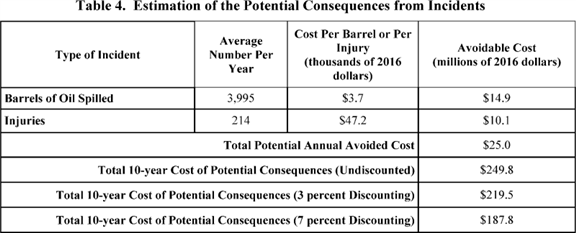 Table 4. Estimation of the Potential Consequences from Incidents
Type of Incident
Average
Number Per
Year
Cost Per Barrel or Per
Injury
(thousands of 2016
dollars)
Avoidable Cost
(millions of 2016 dollars)
Barrels of Oil Spilled 3,995 $3.7 $14.9
Injuries 214 $47.2 $10.1
Total Potential Annual Avoided Cost $25.0
Total 10-year Cost of Potential Consequences (Undiscounted) $249.8
Total 10-year Cost of Potential Consequences (3 percent Discounting) $219.5
Total 10-year Cost of Potential Consequences (7 percent Discounting) $187.8